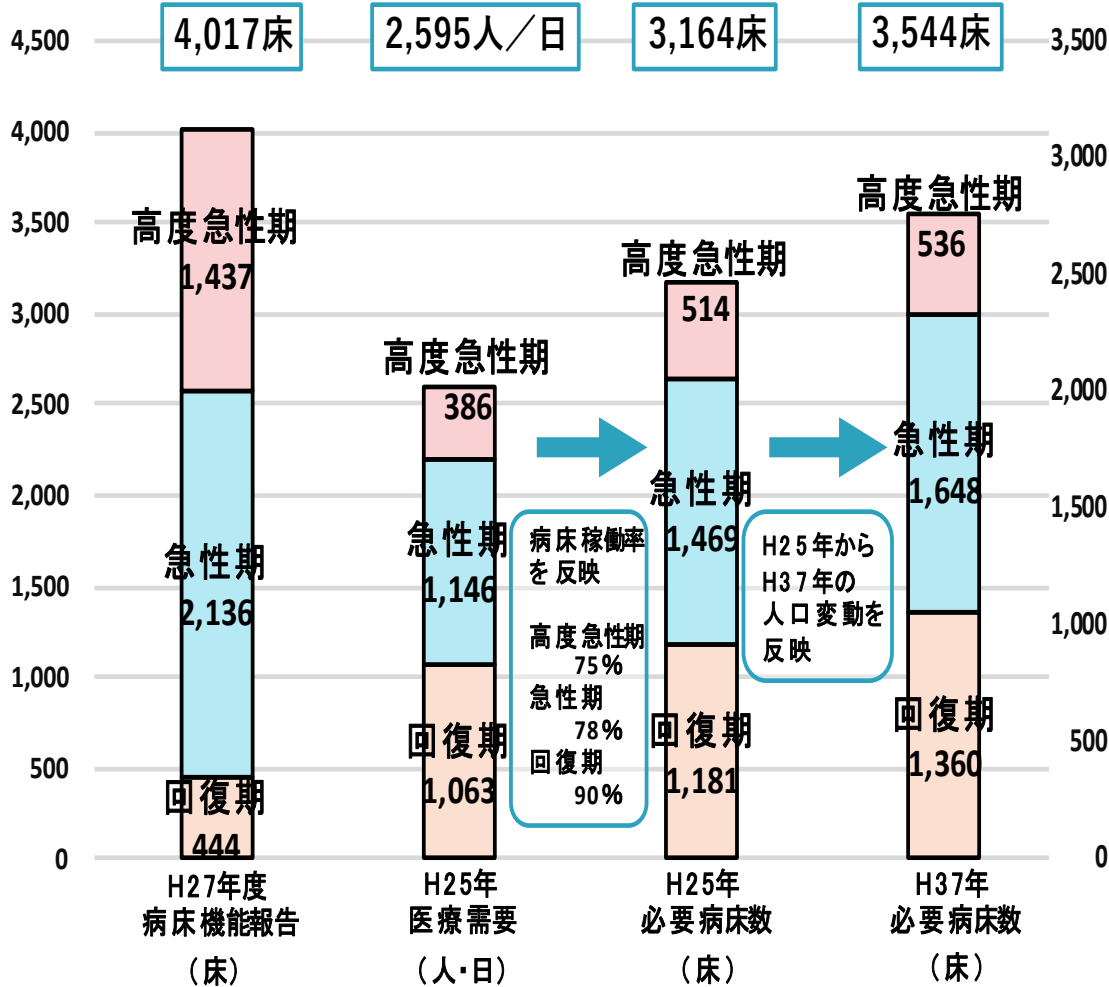 4,017床
2,595人／日
3,164床
3,544床
4,500
4,000
3,500
3,000
2,500
2,000
1,500
1,000
500
0
3,500
3,000
2,500
2,000
1,500
1,000
500
0
高度急性期
1,437
急性期
2,136
回復期
444
高度急性期
386
急性期
1,146
回復期
1,063
病床稼働率
を反映
高度急性期
75%
急性期
78%
回復期
90%
高度急性期
514
急性期
1,469
回復期
1,181
H25年から
H37年の
人口変動を
反映
高度急性期
536
急性期
1,648
回復期
1,360
H27年度
病床機能報告
（床）
H25年
医療需要
（人・日）
H25年
必要病床数
（床）
H37年
必要病床数
（床）